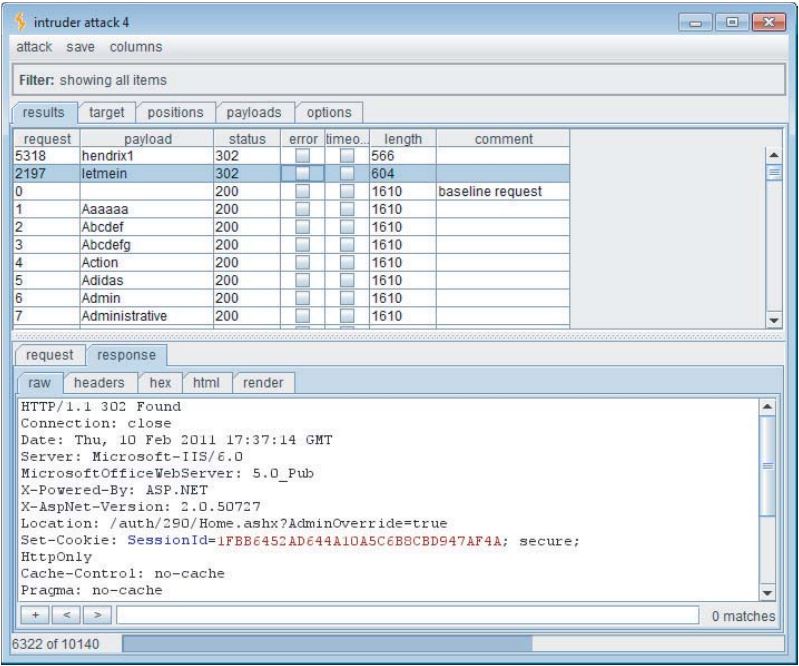 intruder attack 4
attack save columns
Filter: showing all items
results target positions payloads options
request payload status error timeo... length comment
5318 hendrix1 302 566
2197 letmein 302 604
0 200 1610 baseline request
1 Aaaaaa 200 1610
2 Abcdef 200 1610
3 Abcdefg 200 1610
4 Action 200 1610
5 Adidas 200 1610
6 Admin 200 1610
7 Administrative 200 1610
request response
raw headers hex html render
HTTP/1.1 302 Found
Connection: close
Date: Thu, 10 Feb 2011 17:37:14 GMT
Server: Microsoft-IIS/6.0
MicrosoftOfficeWebServer: 5.0_Pub
X-Powered-By: ASP.NET
X-AspNet-Version: 2.0.50727
Location: /auth/290/Home.ashx?AdminOverride=true
Set-Cookie: SessionId=1FBB6452AD644A10A5C6B8CBD947AF4A; secure;
HttpOnly
Cache-Control: no-cache
Pragma: no-cache
+ < > 0 matches
6322 of 10140